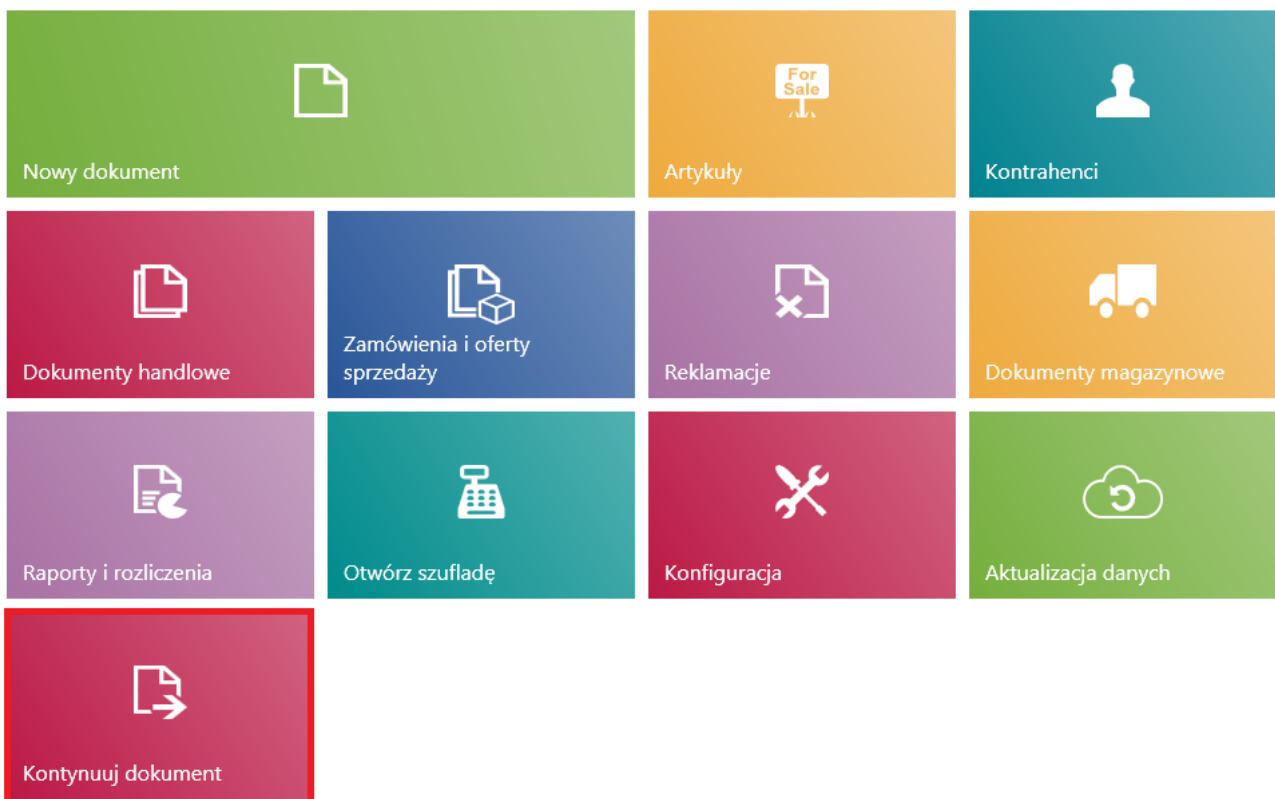 For
Sale
Nowy dokument
Artykuły
Kontrahenci
Dokumenty handlowe
Zamówienia i oferty
sprzedaży
Reklamacje
Dokumenty magazynowe
Raporty i rozliczenia
Otwórz szufladę
Konfiguracja
Aktualizacja danych
Kontynuuj dokument